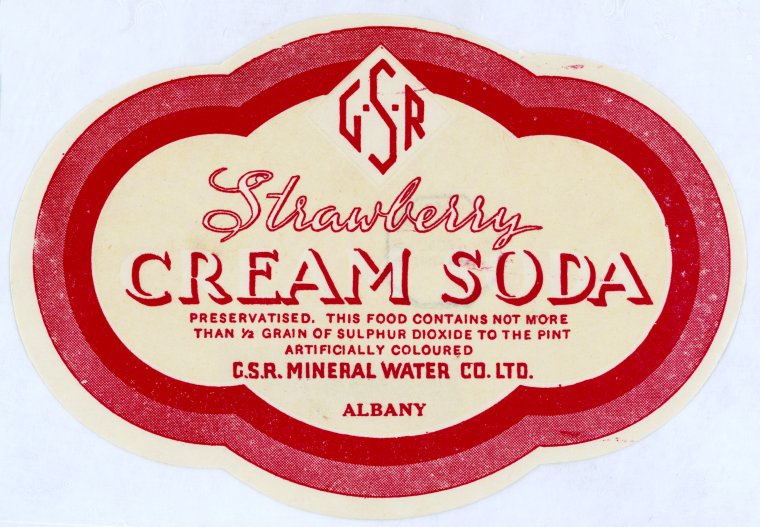 G·S·R
Strawberry
CREAM SODA
PRESERVATISED. THIS FOOD CONTAINS NOT MORE
THAN ½ GRAIN OF SULPHUR DIOXIDE TO THE PINT
ARTIFICIALLY COLOURED
G.S.R. MINERAL WATER CO. LTD.
ALBANY